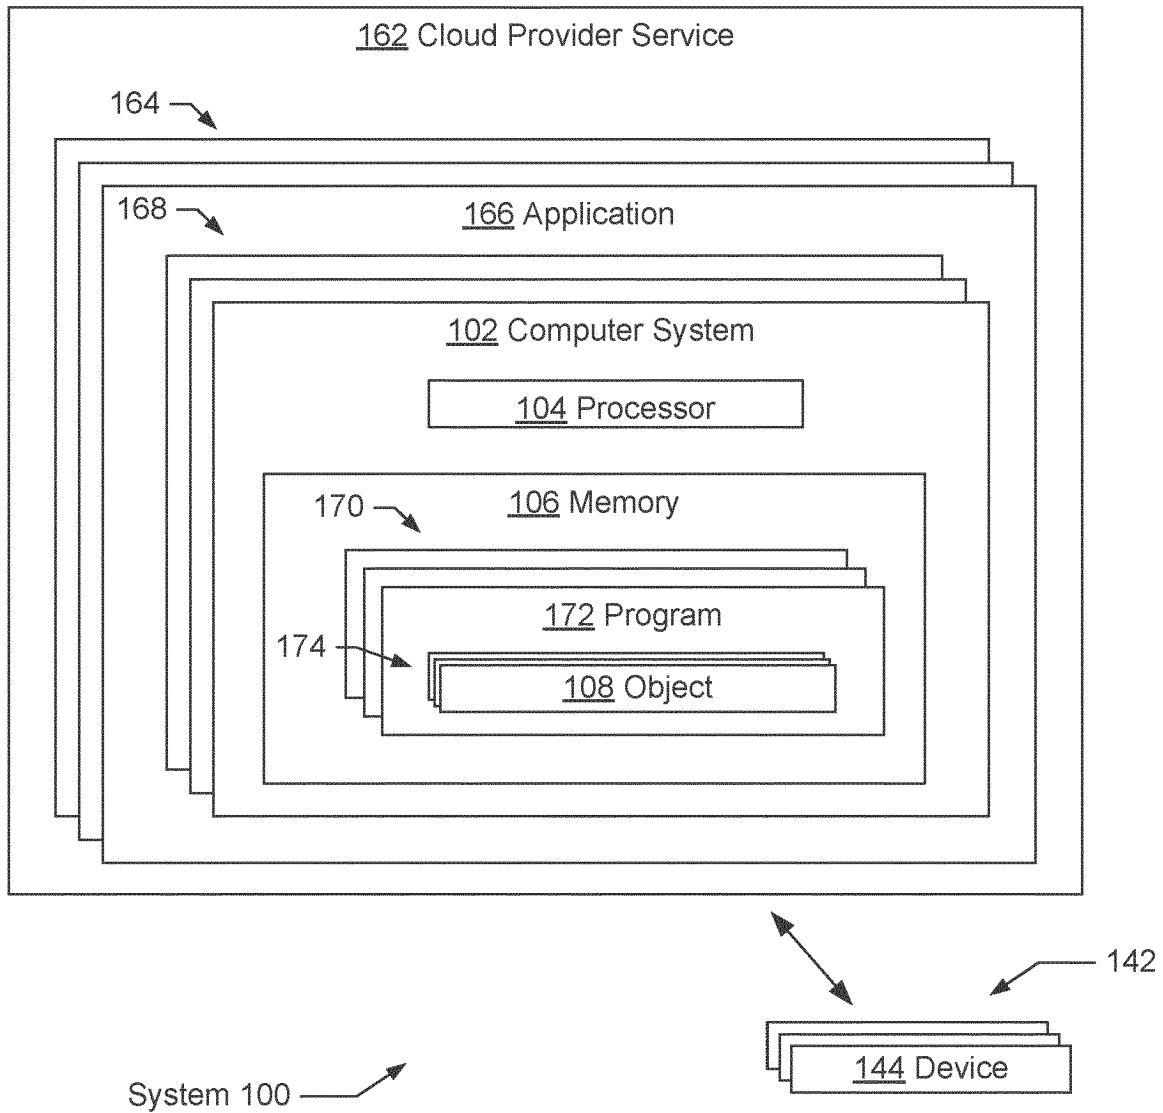 162 Cloud Provider Service
164
168
166 Application
102 Computer System
104 Processor
170
106 Memory
172 Program
174
108 Object
142
144 Device
System 100